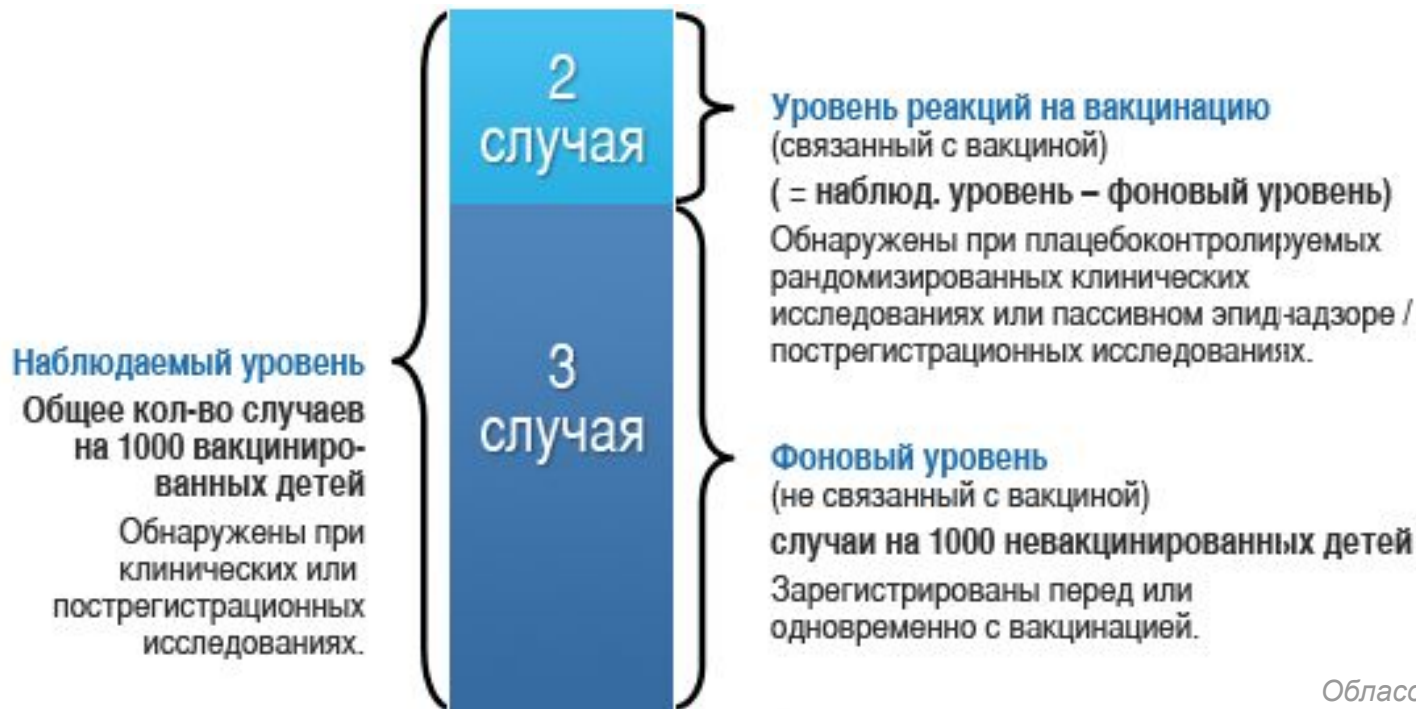 2
случая
Уровень реакций на вакцинацию
(связанный с вакциной)
( = наблюд. уровень – фоновый уровень)
Обнаружены при плацебоконтролируемых
рандомизированных клинических
исследованиях или пассивном эпиднадзоре /
пострегистрационных исследованиях.
Наблюдаемый уровень
Общее кол-во случаев
на 1000 вакциниро-
ванных детей
Обнаружены при
клинических или
пострегистрационных
исследованиях.
3
случая
Фоновый уровень
(не связанный с вакциной)
случаи на 1000 невакцинированных детей
Зарегистрированы перед или
одновременно с вакцинацией.